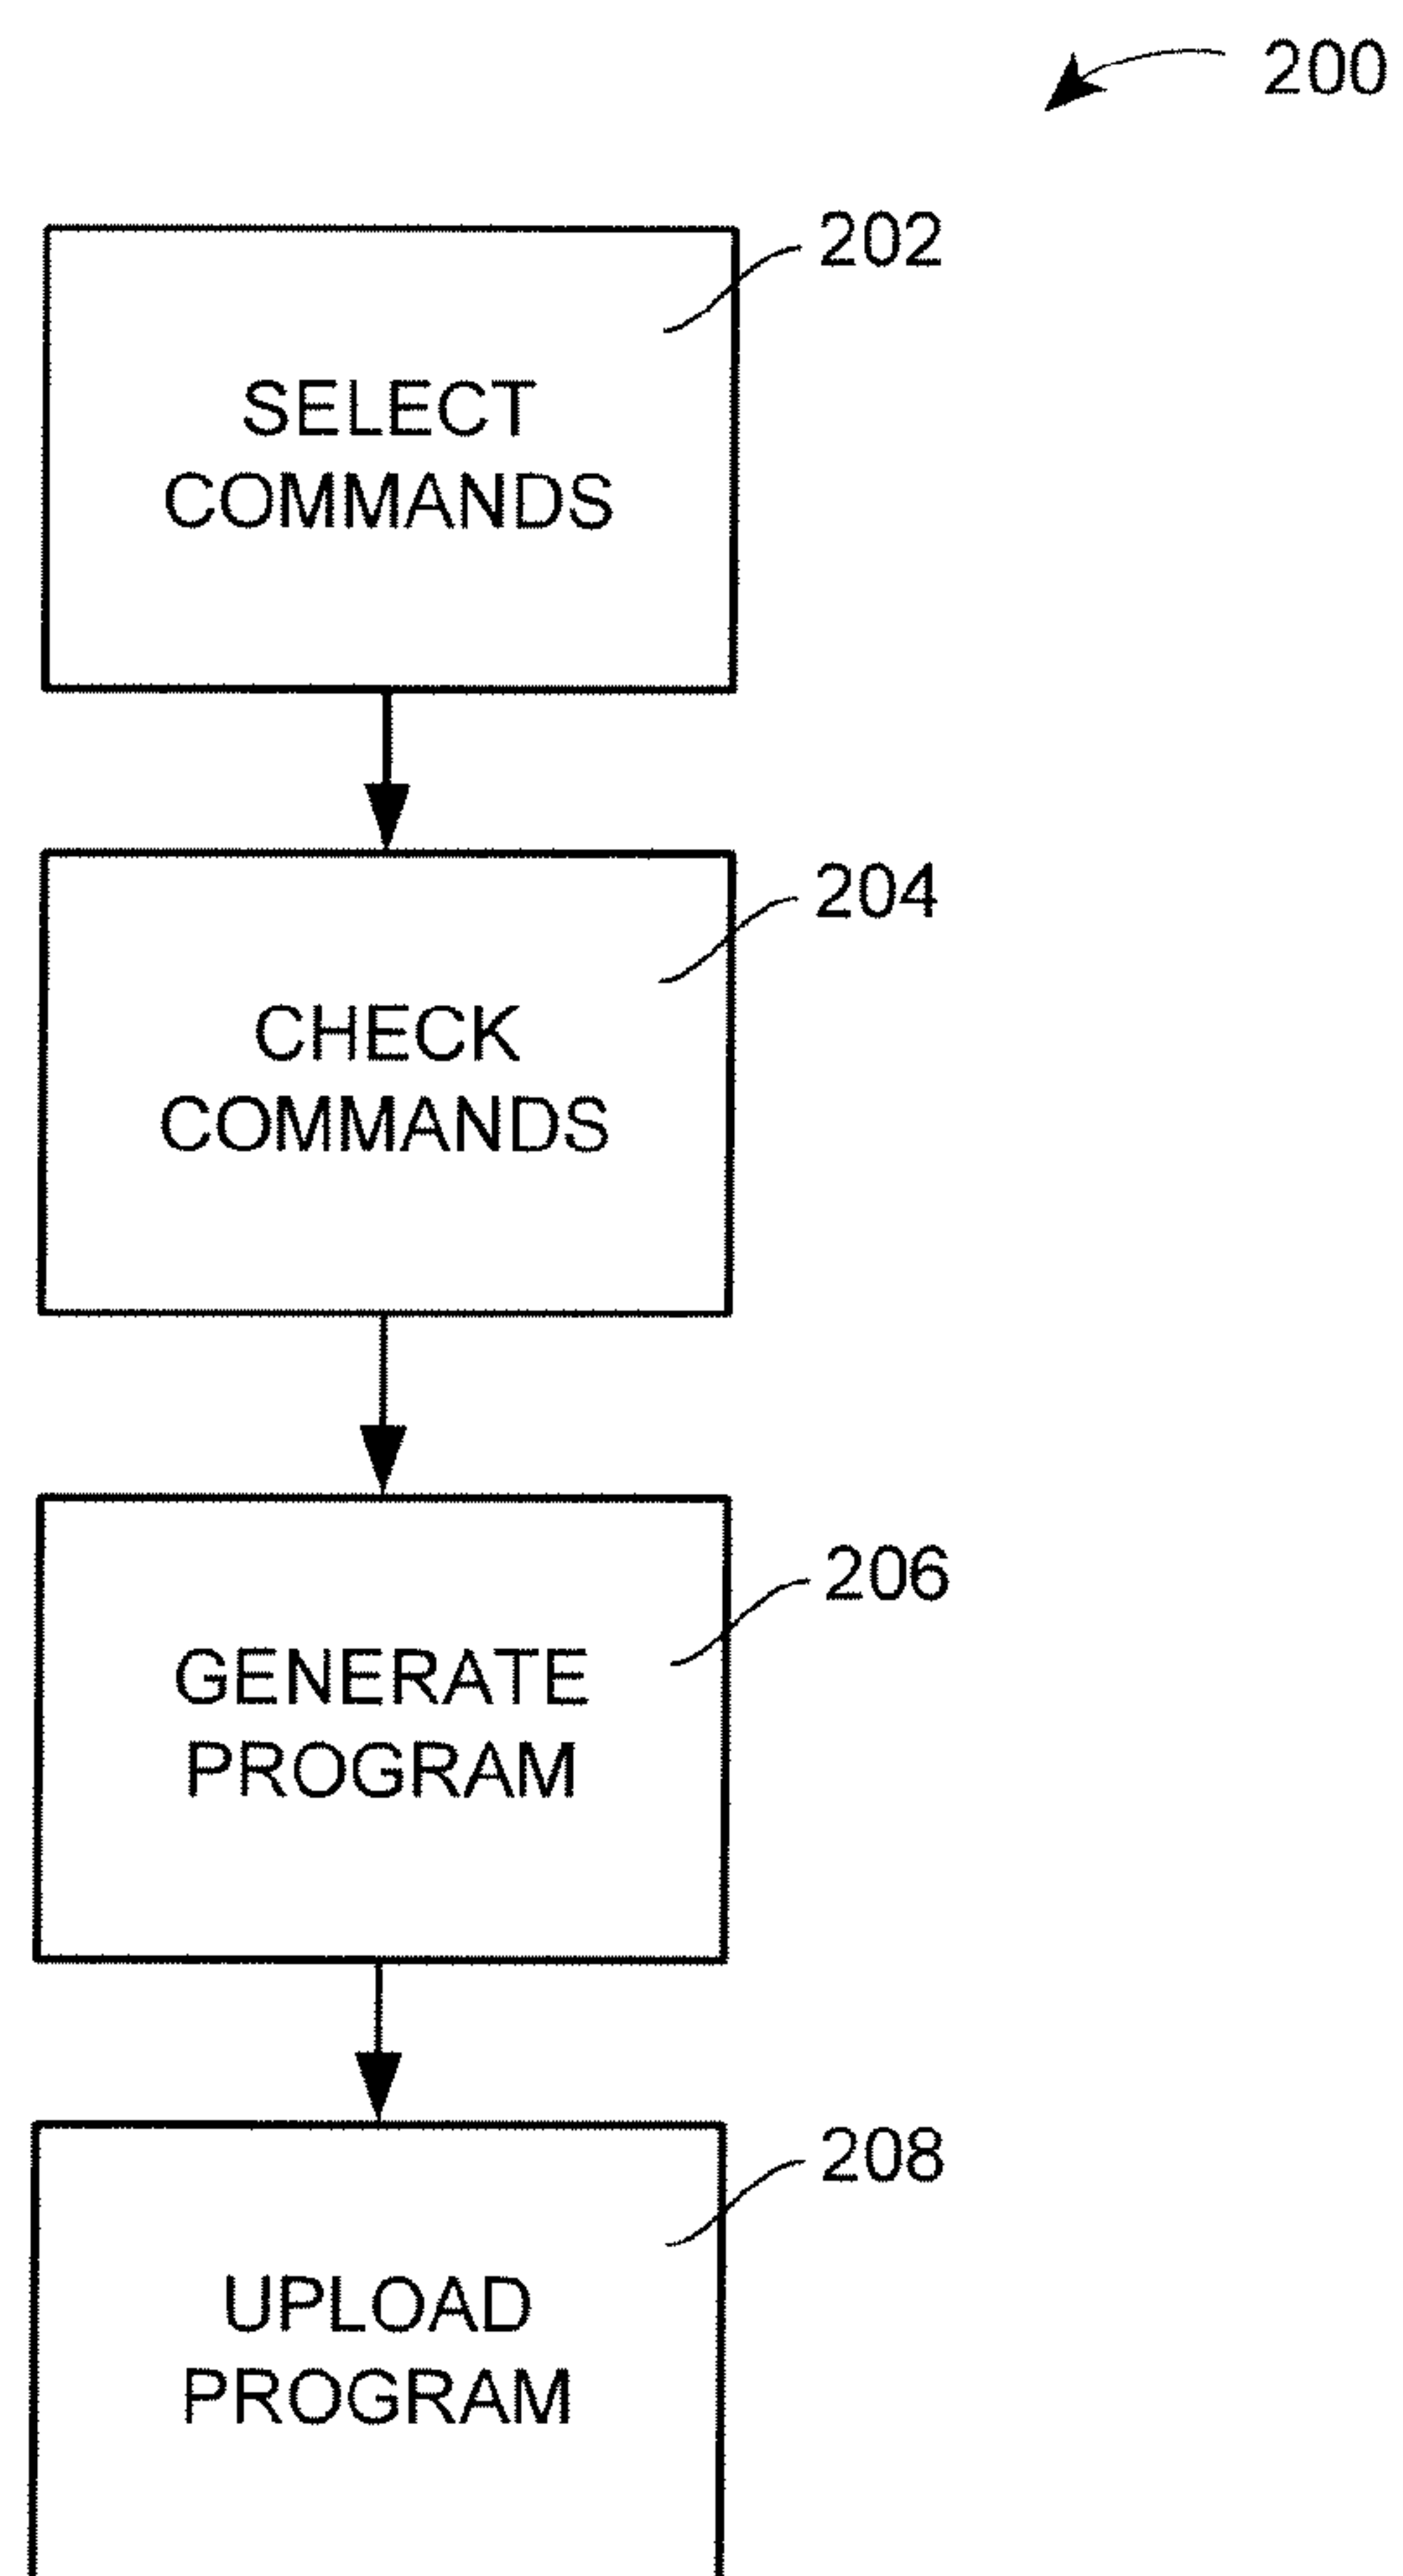 200
202
SELECT
COMMANDS
204
CHECK
COMMANDS
206
GENERATE
PROGRAM
208
UPLOAD
PROGRAM